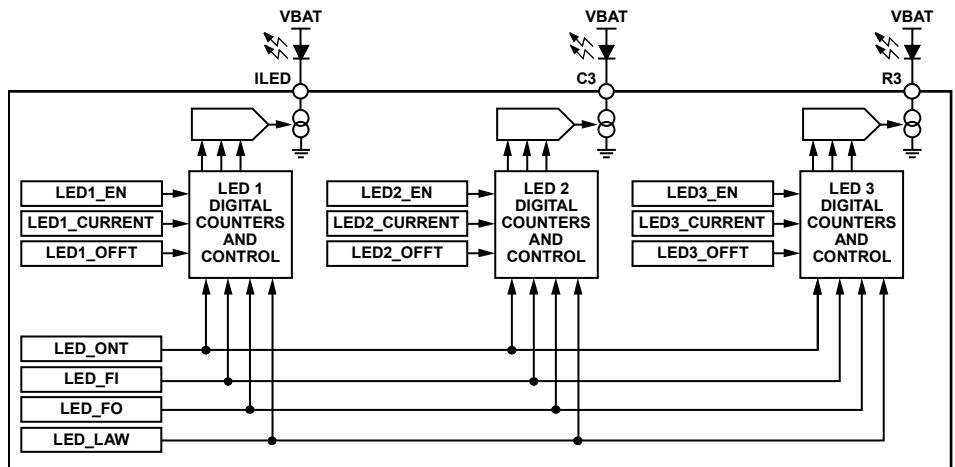 VBAT VBAT VBAT
ILED C3 R3
LED1_EN
LED1_CURRENT
LED1_OFFT
LED 1
DIGITAL
COUNTERS
AND
CONTROL
LED2_EN
LED2_CURRENT
LED2_OFFT
LED 2
DIGITAL
COUNTERS
AND
CONTROL
LED3_EN
LED3_CURRENT
LED3_OFFT
LED 3
DIGITAL
COUNTERS
AND
CONTROL
LED_ONT
LED_FI
LED_FO
LED_LAW